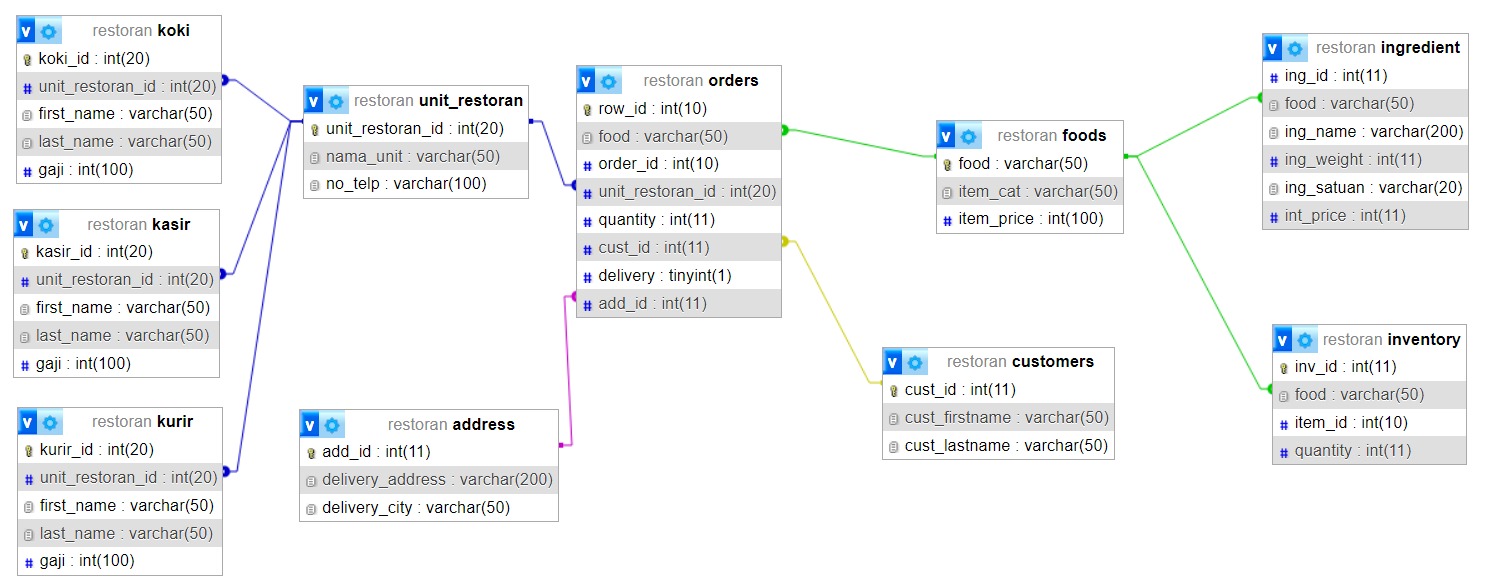 v restoran koki
koki_id : int(20)
# unit_restoran_id : int(20)
first_name : varchar(50)
last_name : varchar(50)
# gaji : int(100)
v restoran kasir
kasir_id : int(20)
# unit_restoran_id : int(20)
first_name : varchar(50)
last_name : varchar(50)
# gaji : int(100)
v restoran kurir
kurir_id : int(20)
# unit_restoran_id : int(20)
first_name : varchar(50)
last_name : varchar(50)
# gaji : int(100)
v restoran unit_restoran
unit_restoran_id : int(20)
nama_unit : varchar(50)
no_telp : varchar(100)
v restoran address
add_id : int(11)
delivery_address : varchar(200)
delivery_city : varchar(50)
v restoran orders
row_id : int(10)
food : varchar(50)
# order_id : int(10)
# unit_restoran_id : int(20)
# quantity : int(11)
# cust_id : int(11)
# delivery : tinyint(1)
# add_id : int(11)
v restoran foods
food : varchar(50)
item_cat : varchar(50)
# item_price : int(100)
v restoran customers
cust_id : int(11)
cust_firstname : varchar(50)
cust_lastname : varchar(50)
v restoran ingredient
# ing_id : int(11)
food : varchar(50)
ing_name : varchar(200)
# ing_weight : int(11)
ing_satuan : varchar(20)
# int_price : int(11)
v restoran inventory
inv_id : int(11)
food : varchar(50)
# item_id : int(10)
# quantity : int(11)